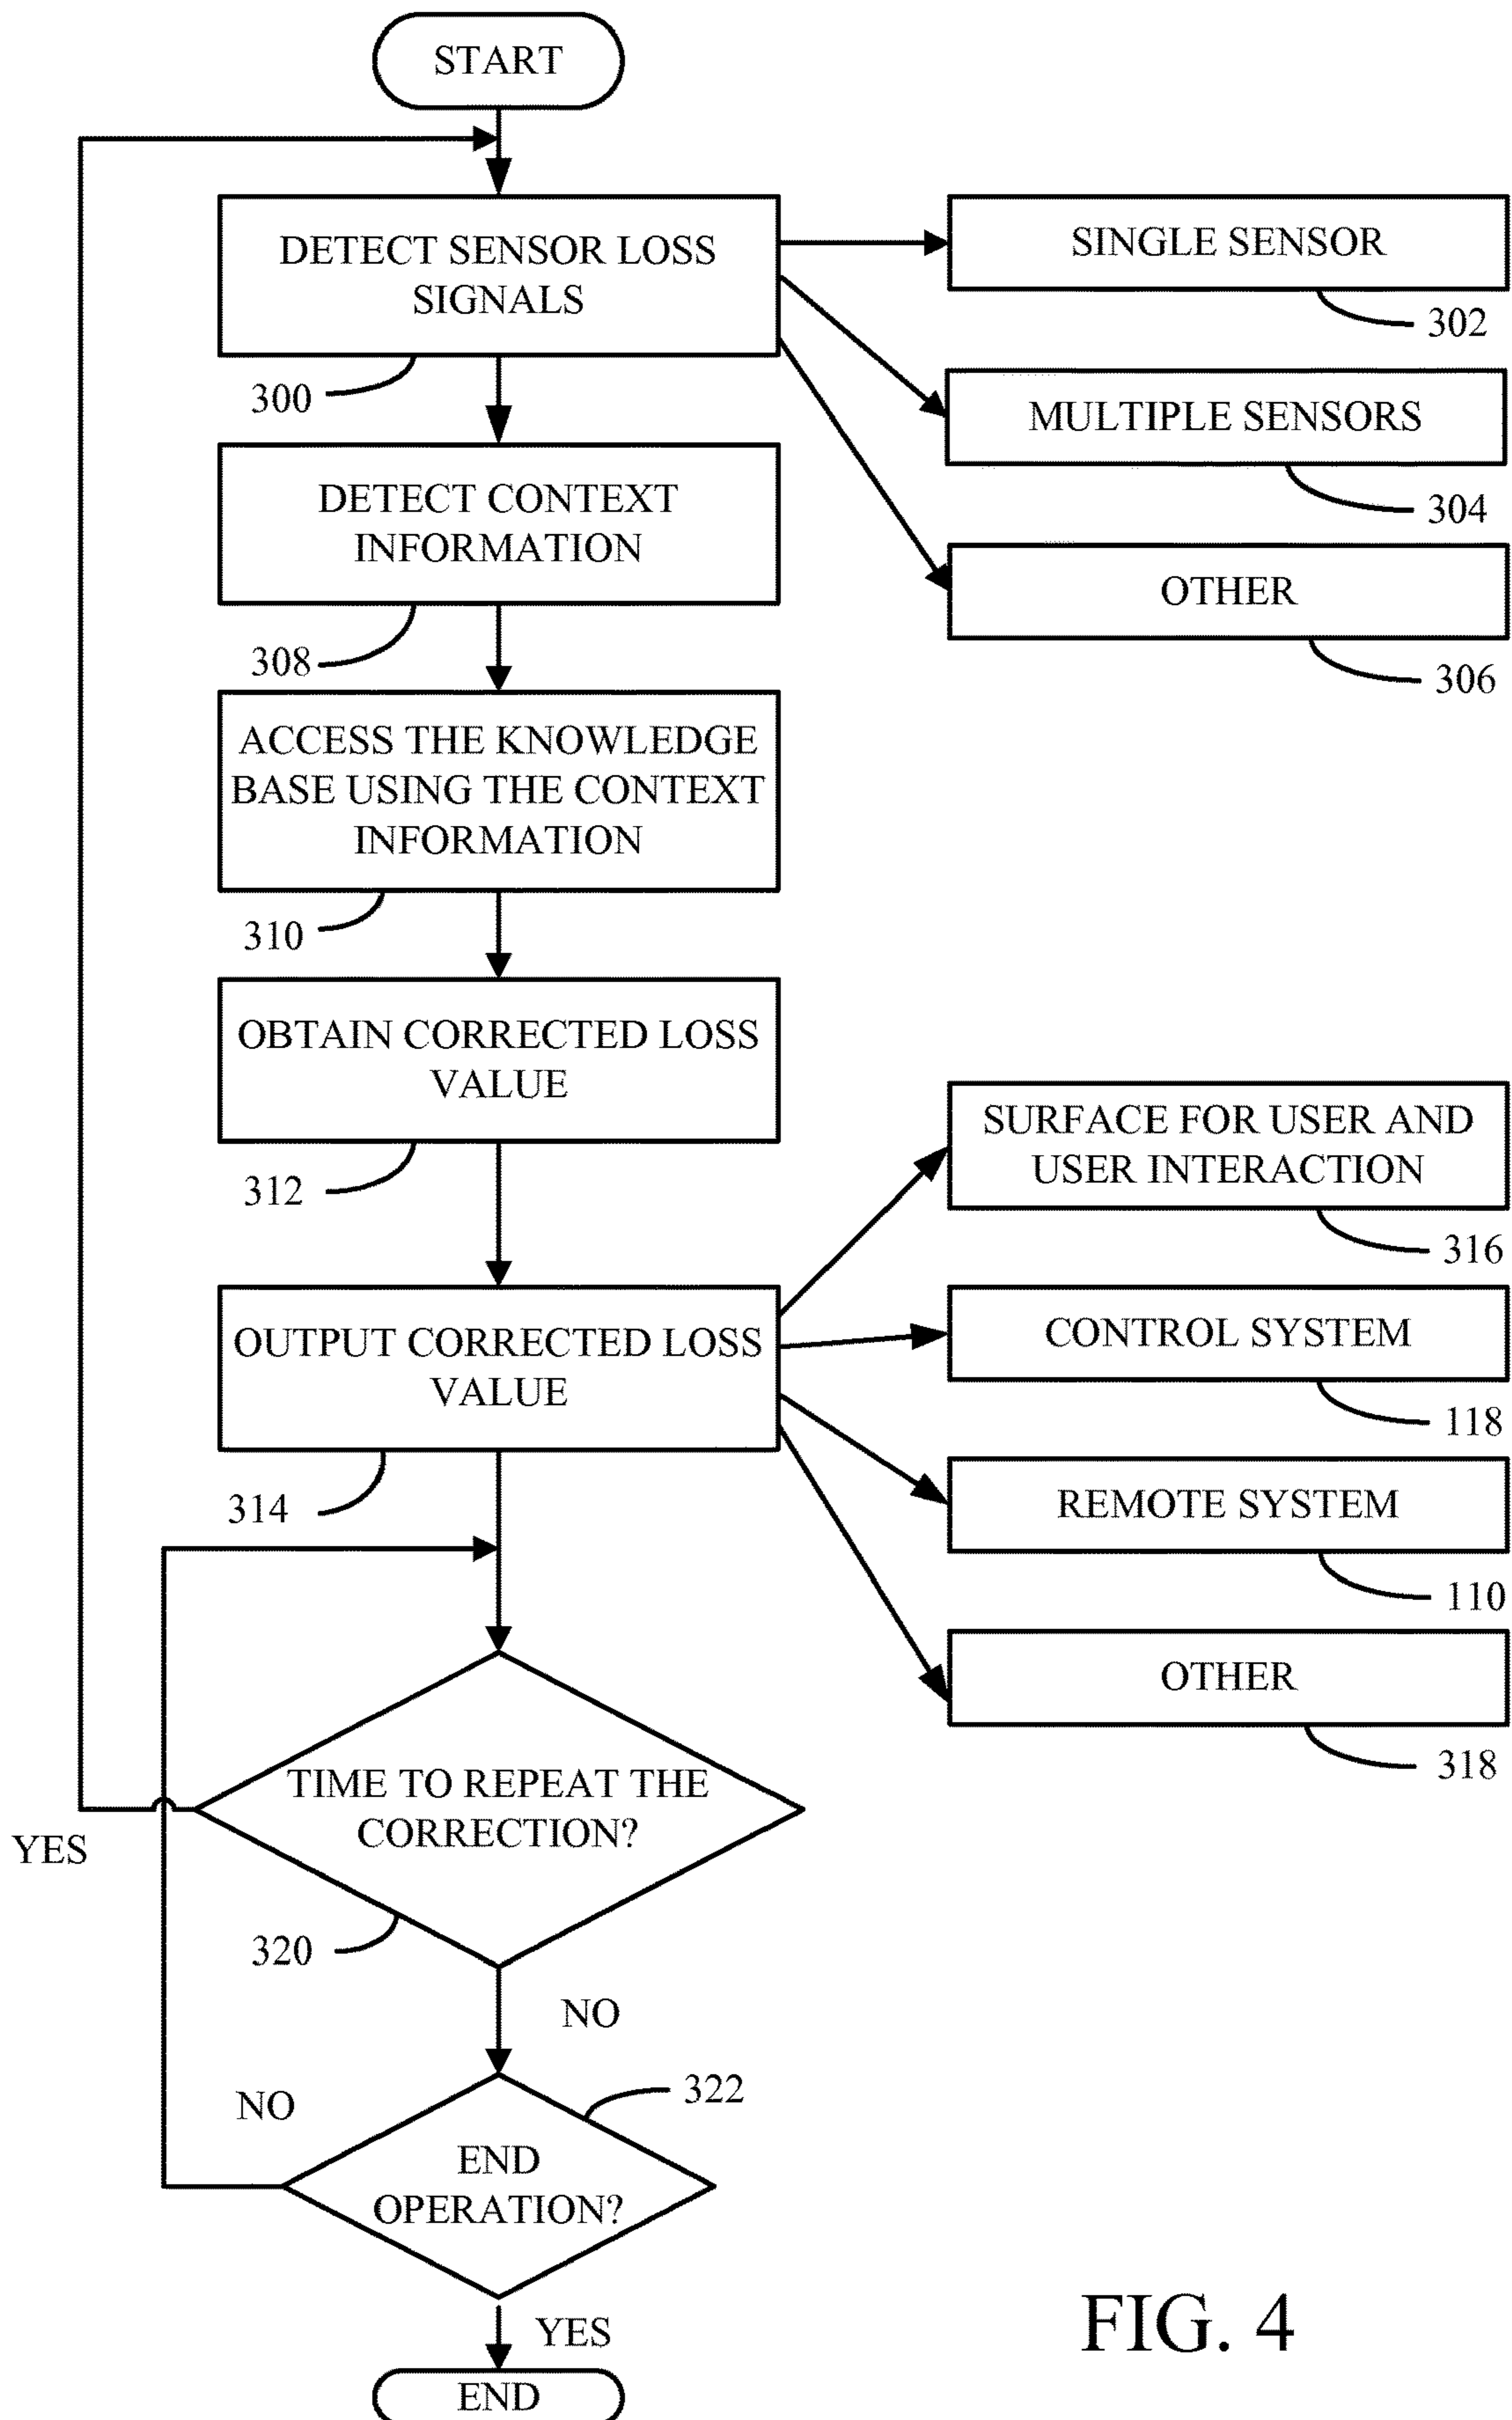 START
DETECT SENSOR LOSS
SIGNALS
300
SINGLE SENSOR
302
MULTIPLE SENSORS
304
OTHER
306
DETECT CONTEXT
INFORMATION
308
ACCESS THE KNOWLEDGE
BASE USING THE CONTEXT
INFORMATION
310
OBTAIN CORRECTED LOSS
VALUE
312
OUTPUT CORRECTED LOSS
VALUE
314
SURFACE FOR USER AND
USER INTERACTION
316
CONTROL SYSTEM
118
REMOTE SYSTEM
110
OTHER
318
TIME TO REPEAT THE
CORRECTION?
YES
320
NO
322
NO
END
OPERATION?
YES
END
FIG. 4